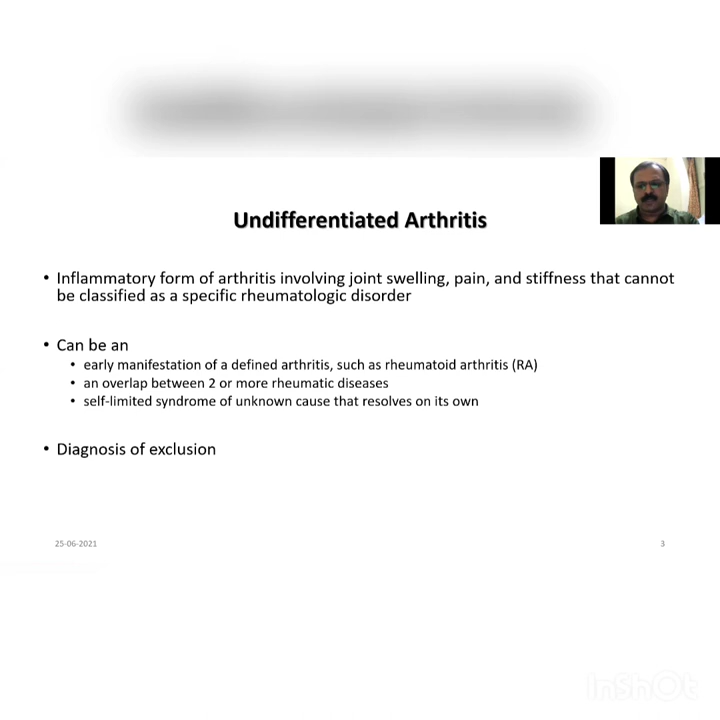 Undifferentiated Arthritis
• Inflammatory form of arthritis involving joint swelling, pain, and stiffness that cannot
be classified as a specific rheumatologic disorder
• Can be an
• early manifestation of a defined arthritis, such as rheumatoid arthritis (RA)
• an overlap between 2 or more rheumatic diseases
• self-limited syndrome of unknown cause that resolves on its own
• Diagnosis of exclusion
25-06-2021
3
InShOt